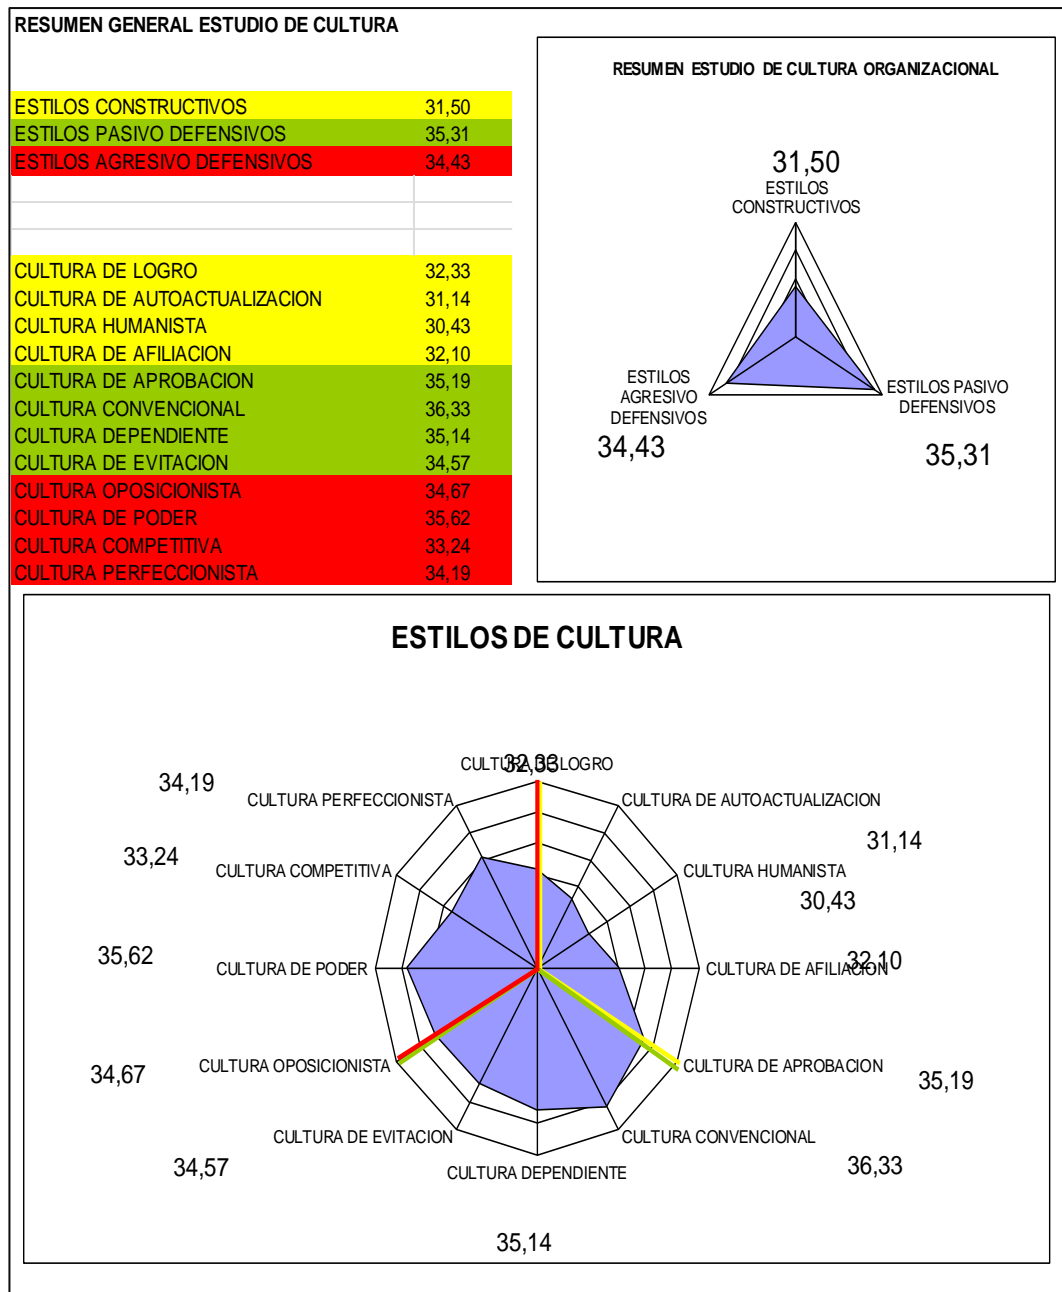 RESUMEN GENERAL ESTUDIO DE CULTURA
ESTILOS CONSTRUCTIVOS 31,50
ESTILOS PASIVO DEFENSIVOS 35,31
ESTILOS AGRESIVO DEFENSIVOS 34,43
CULTURA DE LOGRO 32,33
CULTURA DE AUTOACTUALIZACION 31,14
CULTURA HUMANISTA 30,43
CULTURA DE AFILIACION 32,10
CULTURA DE APROBACION 35,19
CULTURA CONVENCIONAL 36,33
CULTURA DEPENDIENTE 35,14
CULTURA DE EVITACION 34,57
CULTURA OPOSICIONISTA 34,67
CULTURA DE PODER 35,62
CULTURA COMPETITIVA 33,24
CULTURA PERFECCIONISTA 34,19
RESUMEN ESTUDIO DE CULTURA ORGANIZACIONAL
31,50
ESTILOS
CONSTRUCTIVOS
ESTILOS
AGRESIVO
DEFENSIVOS
34,43
ESTILOS PASIVO
DEFENSIVOS
35,31
ESTILOS DE CULTURA
32,33
CULTURA DE LOGRO
34,19
CULTURA PERFECCIONISTA
CULTURA DE AUTOACTUALIZACION
31,14
33,24
CULTURA COMPETITIVA
CULTURA HUMANISTA
30,43
35,62
CULTURA DE PODER
CULTURA DE AFILIACION
32,10
34,67
CULTURA OPOSICIONISTA
CULTURA DE APROBACION
35,19
34,57
CULTURA DE EVITACION
CULTURA CONVENCIONAL
36,33
CULTURA DEPENDIENTE
35,14